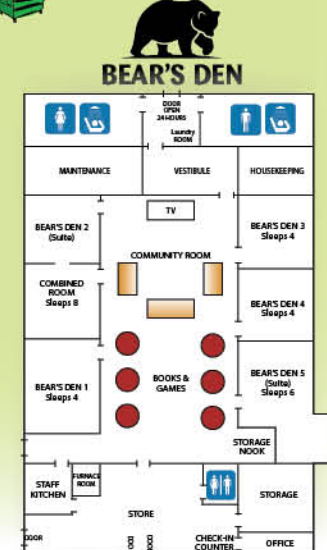 BEAR'S DEN
DOOR
OPEN
24 HOURS
Laundry
ROOM
MAINTENANCE
VESTIBULE
HOUSEKEEPING
TV
BEAR'S DEN 2
(Suite)
BEAR'S DEN 3
Sleeps 4
COMMUNITY ROOM
COMBINED
ROOM
Sleeps 8
BEAR'S DEN 4
Sleeps 4
BEAR'S DEN 1
Sleeps 4
BOOKS &
GAMES
BEAR'S DEN 5
(Suite)
Sleeps 6
STORAGE
NOOK
STAFF
KITCHEN
FURNACE
ROOM
STORAGE
STORE
DOOR
CHECK-IN
COUNTER
OFFICE